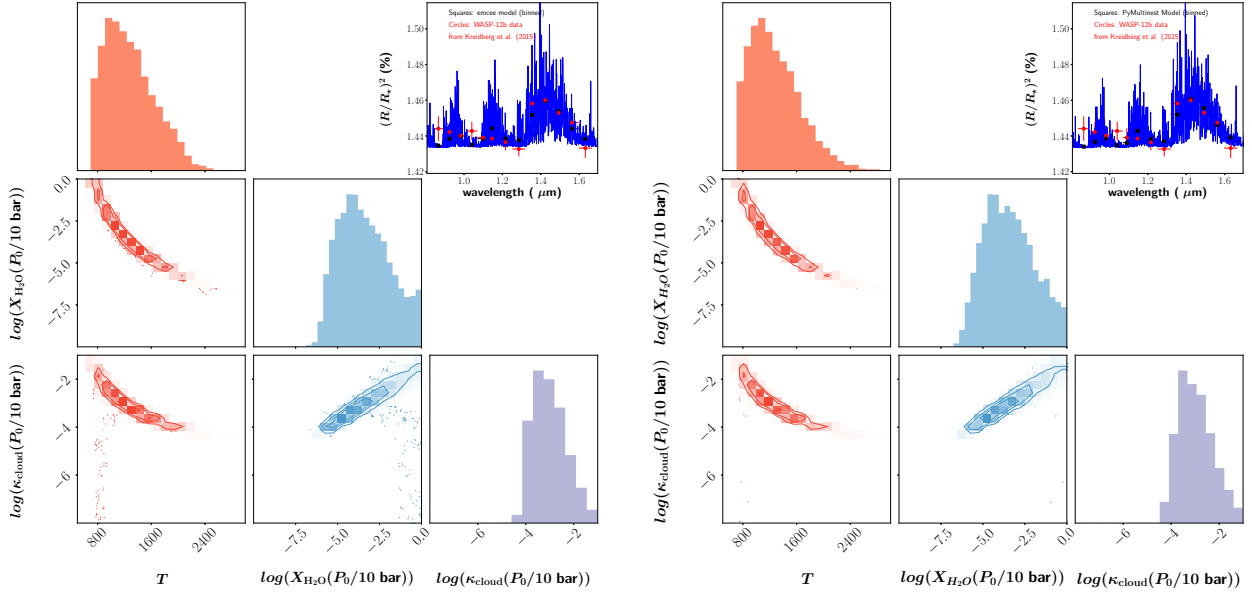 Squares: emcee model (binned)
Circles: WASP-12b data
from Kreidberg et al. (2015)
(R/R⋆)² (%)
1.50
1.48
1.46
1.44
1.42
1.0
1.2
1.4
1.6
wavelength ( μm)
log(X_H₂O(P₀/10 bar))
0.0
−2.5
−5.0
−7.5
log(κ_cloud(P₀/10 bar))
−2
−4
−6
800
1600
2400
T
−7.5
−5.0
−2.5
0.0
log(X_H₂O(P₀/10 bar))
−6
−4
−2
log(κ_cloud(P₀/10 bar))
Squares: PyMultinest Model (binned)
Circles: WASP-12b data
from Kreidberg et al. (2015)
(R/R⋆)² (%)
1.50
1.48
1.46
1.44
1.42
1.0
1.2
1.4
1.6
wavelength ( μm)
log(X_H₂O(P₀/10 bar))
0.0
−2.5
−5.0
−7.5
log(κ_cloud(P₀/10 bar))
−2
−4
−6
800
1600
2400
T
−7.5
−5.0
−2.5
0.0
log(X_H₂O(P₀/10 bar))
−6
−4
−2
log(κ_cloud(P₀/10 bar))